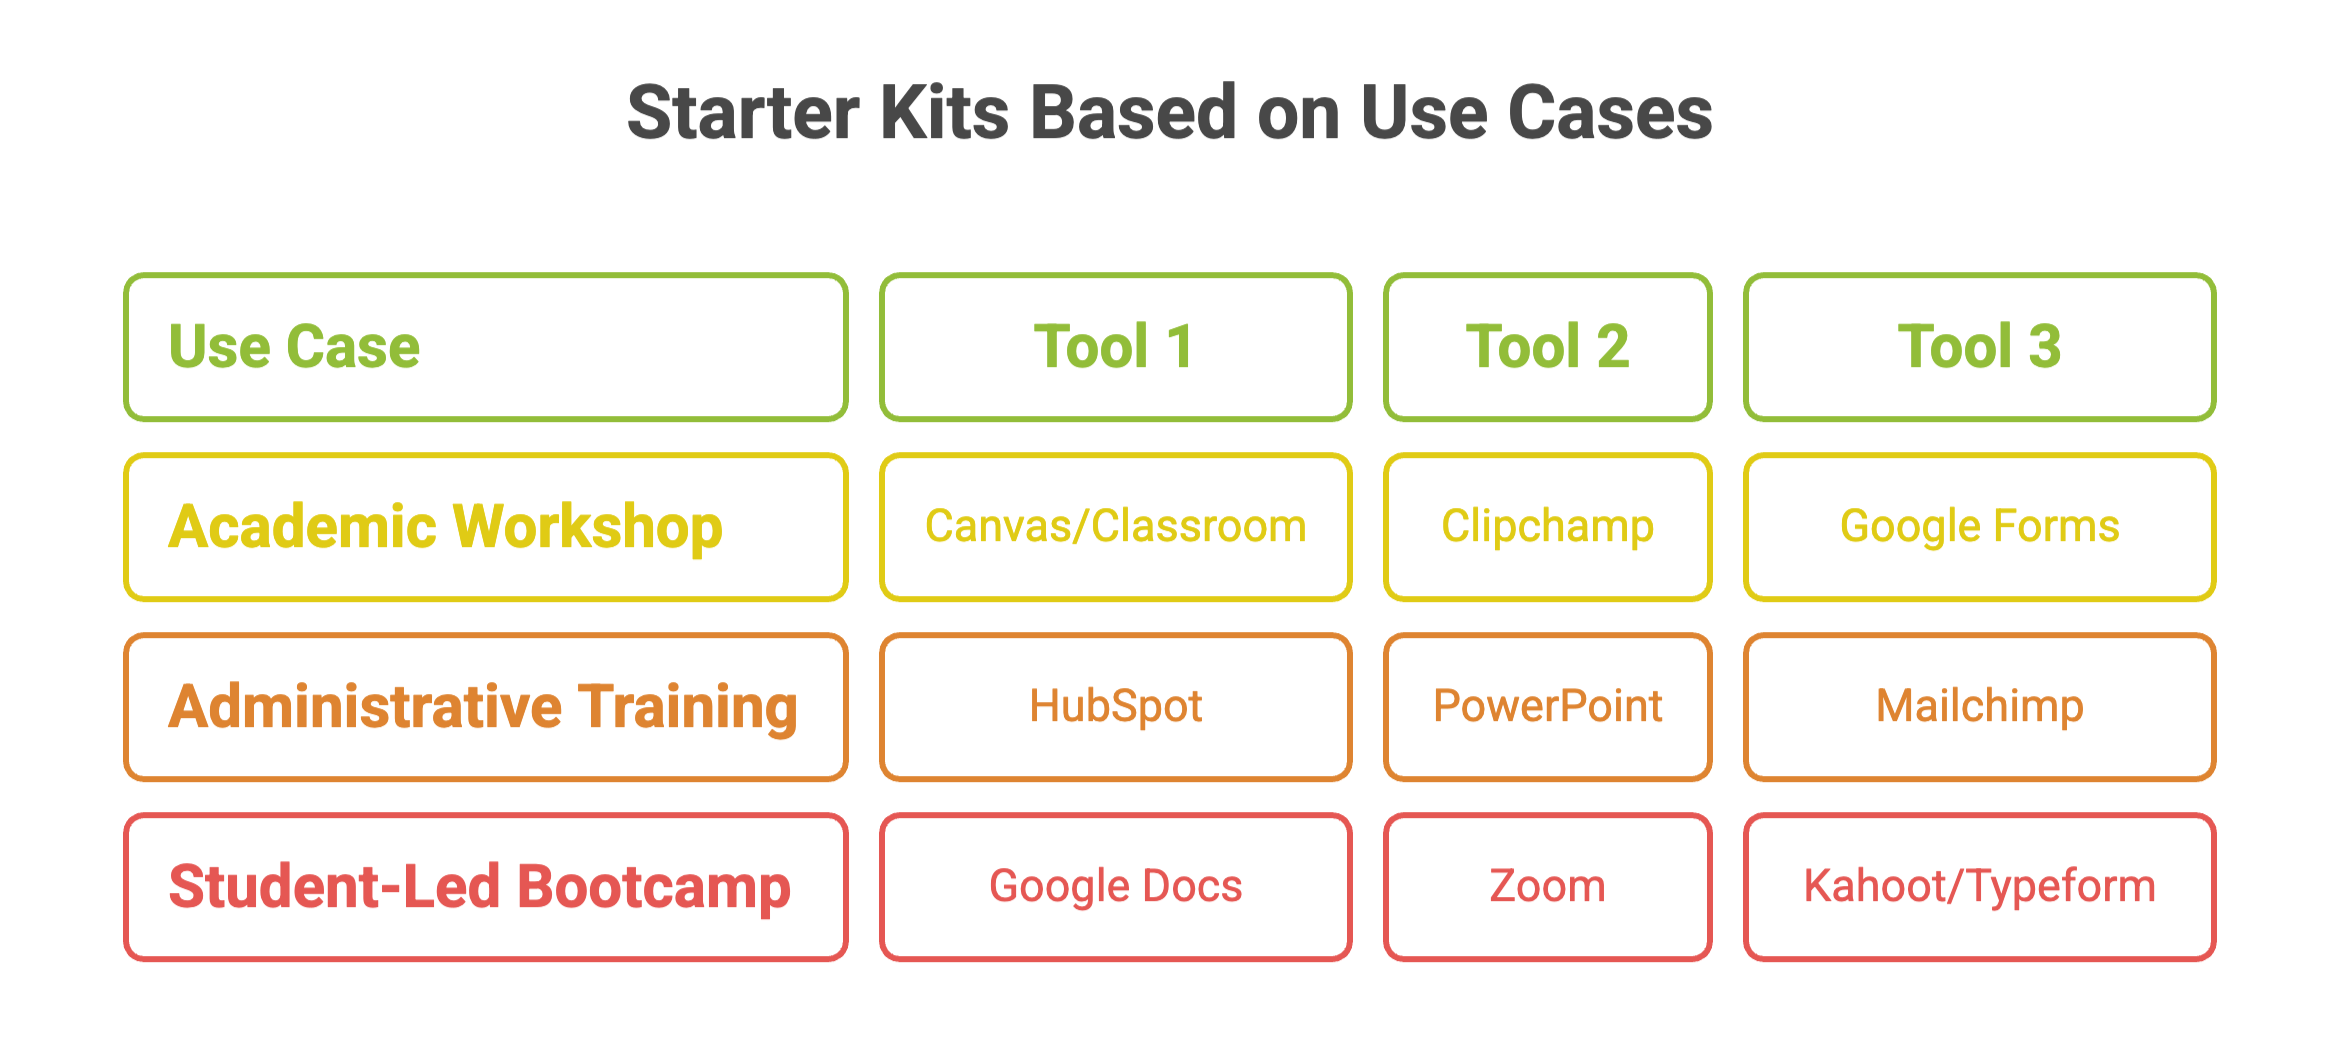 Starter Kits Based on Use Cases
Use Case Tool 1 Tool 2 Tool 3
Academic Workshop Canvas/Classroom Clipchamp Google Forms
Administrative Training HubSpot PowerPoint Mailchimp
Student-Led Bootcamp Google Docs Zoom Kahoot/Typeform